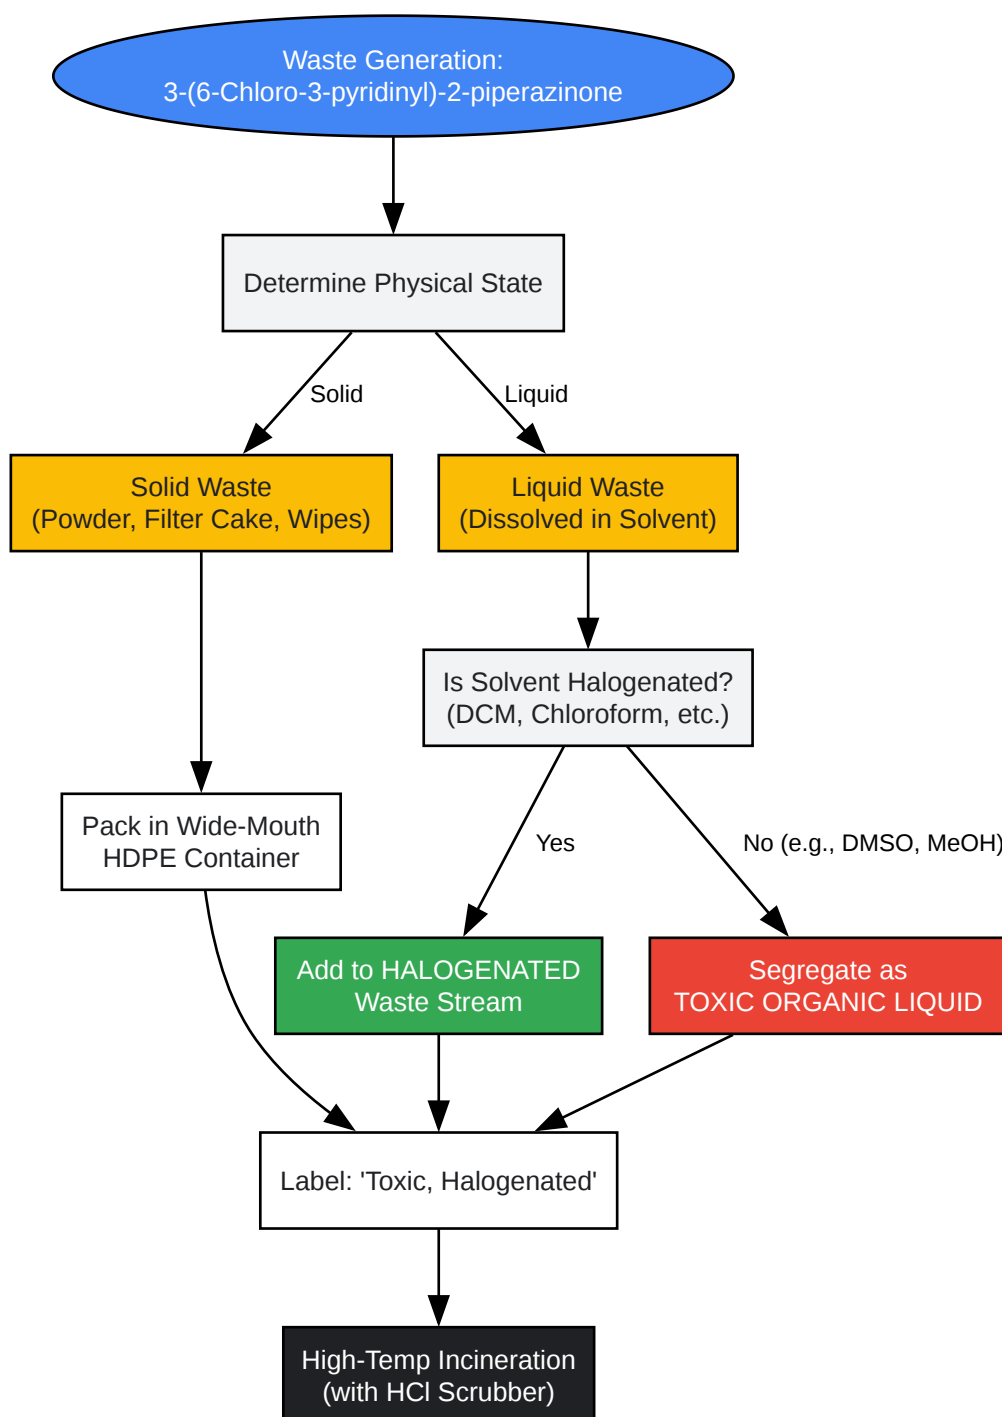 Waste Generation:
3-(6-Chloro-3-pyridinyl)-2-piperazinone
Determine Physical State
Solid
Liquid
Solid Waste
(Powder, Filter Cake, Wipes)
Liquid Waste
(Dissolved in Solvent)
Is Solvent Halogenated?
(DCM, Chloroform, etc.)
Pack in Wide-Mouth
HDPE Container
Yes
No (e.g., DMSO, MeOH)
Add to HALOGENATED
Waste Stream
Segregate as
TOXIC ORGANIC LIQUID
Label: 'Toxic, Halogenated'
High-Temp Incineration
(with HCl Scrubber)